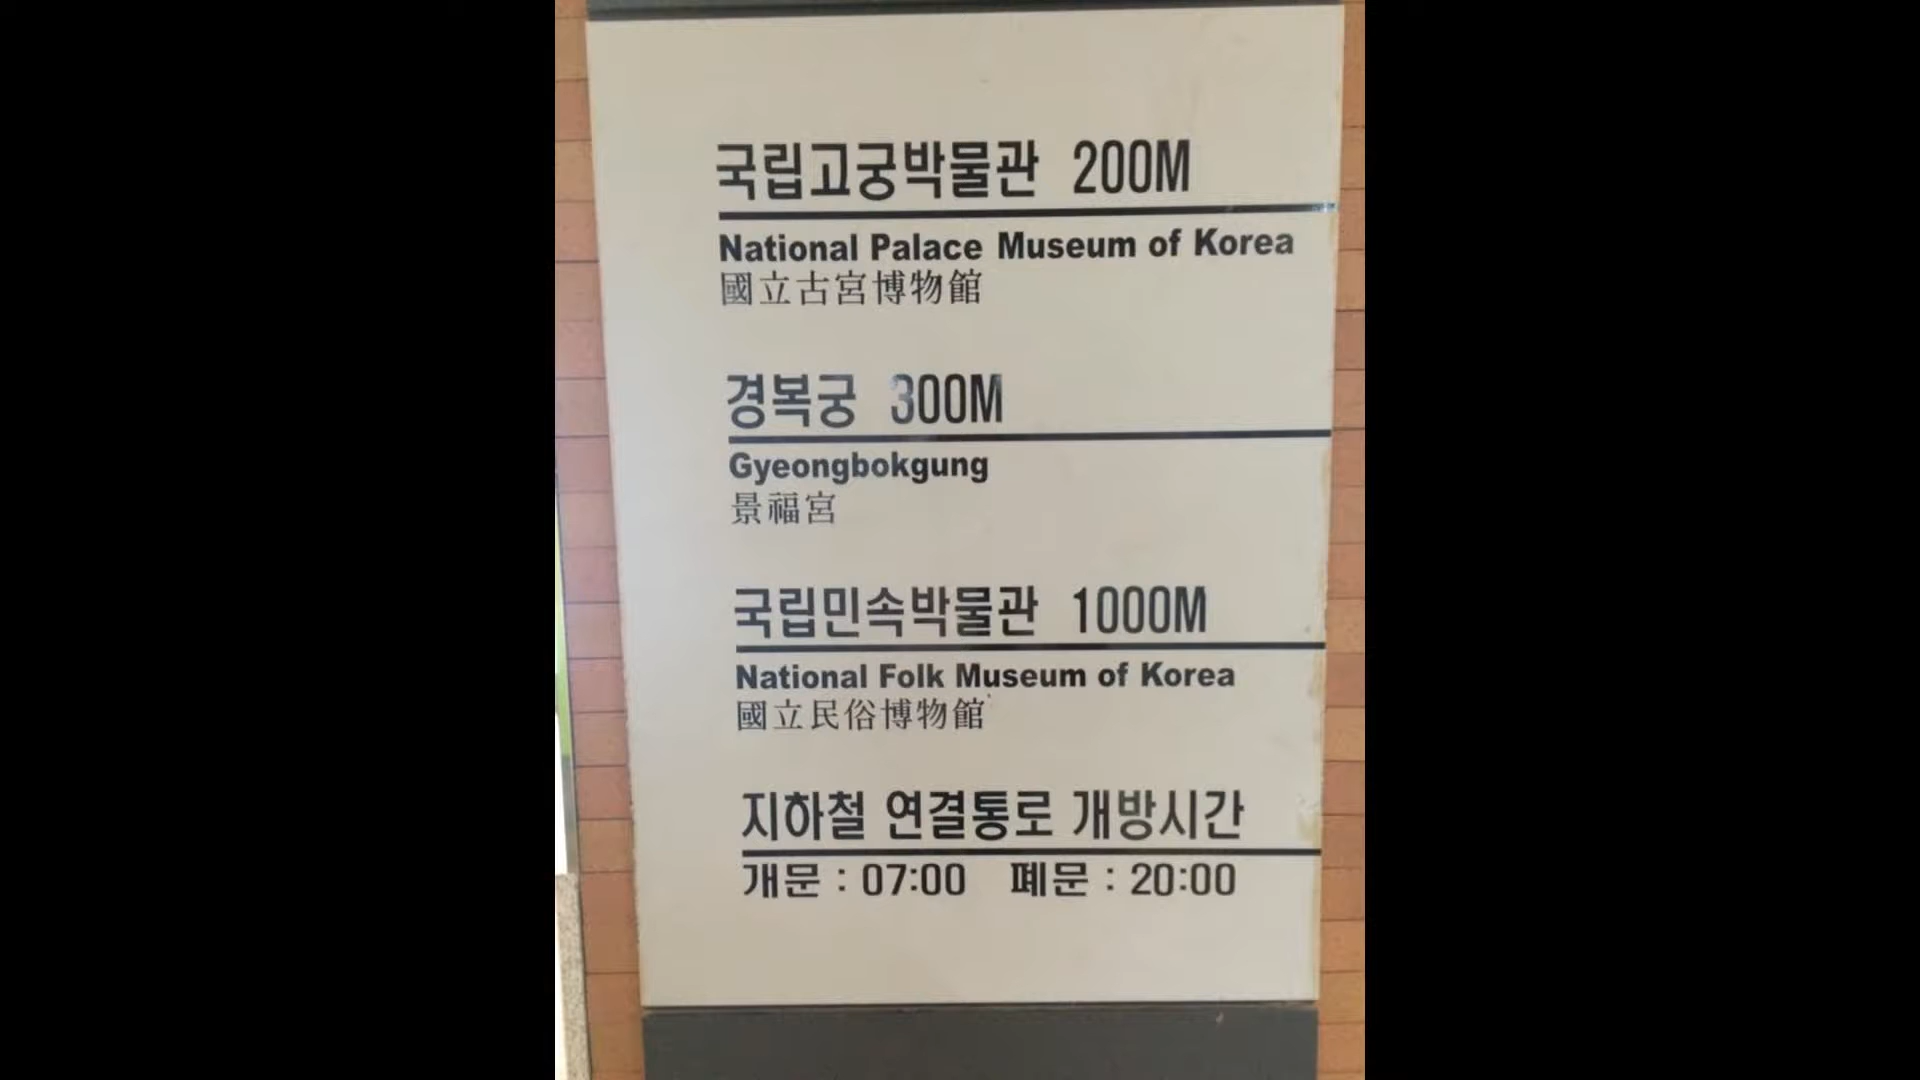 국립고궁박물관 200M
National Palace Museum of Korea
國立古宮博物館
경복궁 300M
Gyeongbokgung
景福宮
국립민속박물관 1000M
National Folk Museum of Korea
國立民俗博物館
지하철 연결통로 개방시간
개문 : 07:00 폐문 : 20:00